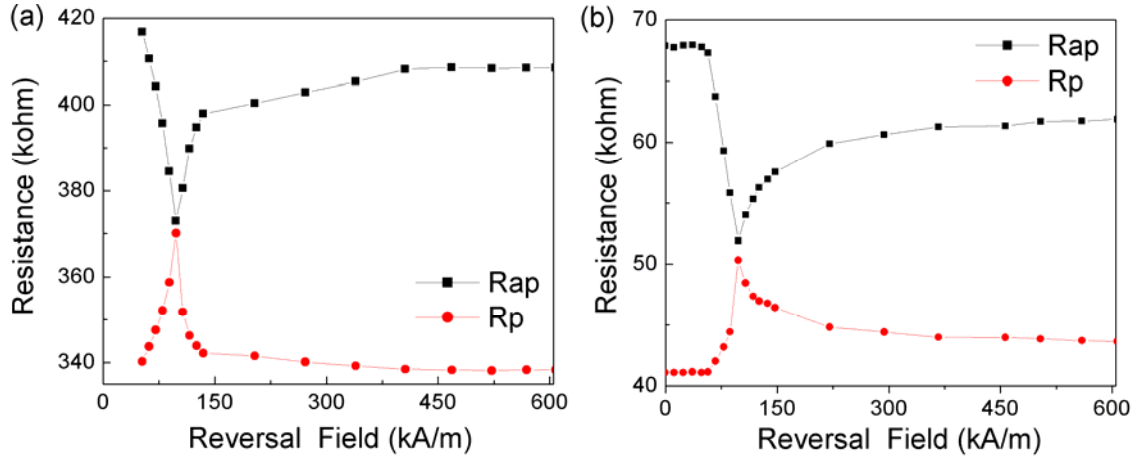 (a)
420
400
380
360
340
0
150
300
450
600
Resistance (kohm)
Reversal Field (kA/m)
Rap
Rp
(b)
70
60
50
40
0
150
300
450
600
Resistance (kohm)
Reversal Field (kA/m)
Rap
Rp